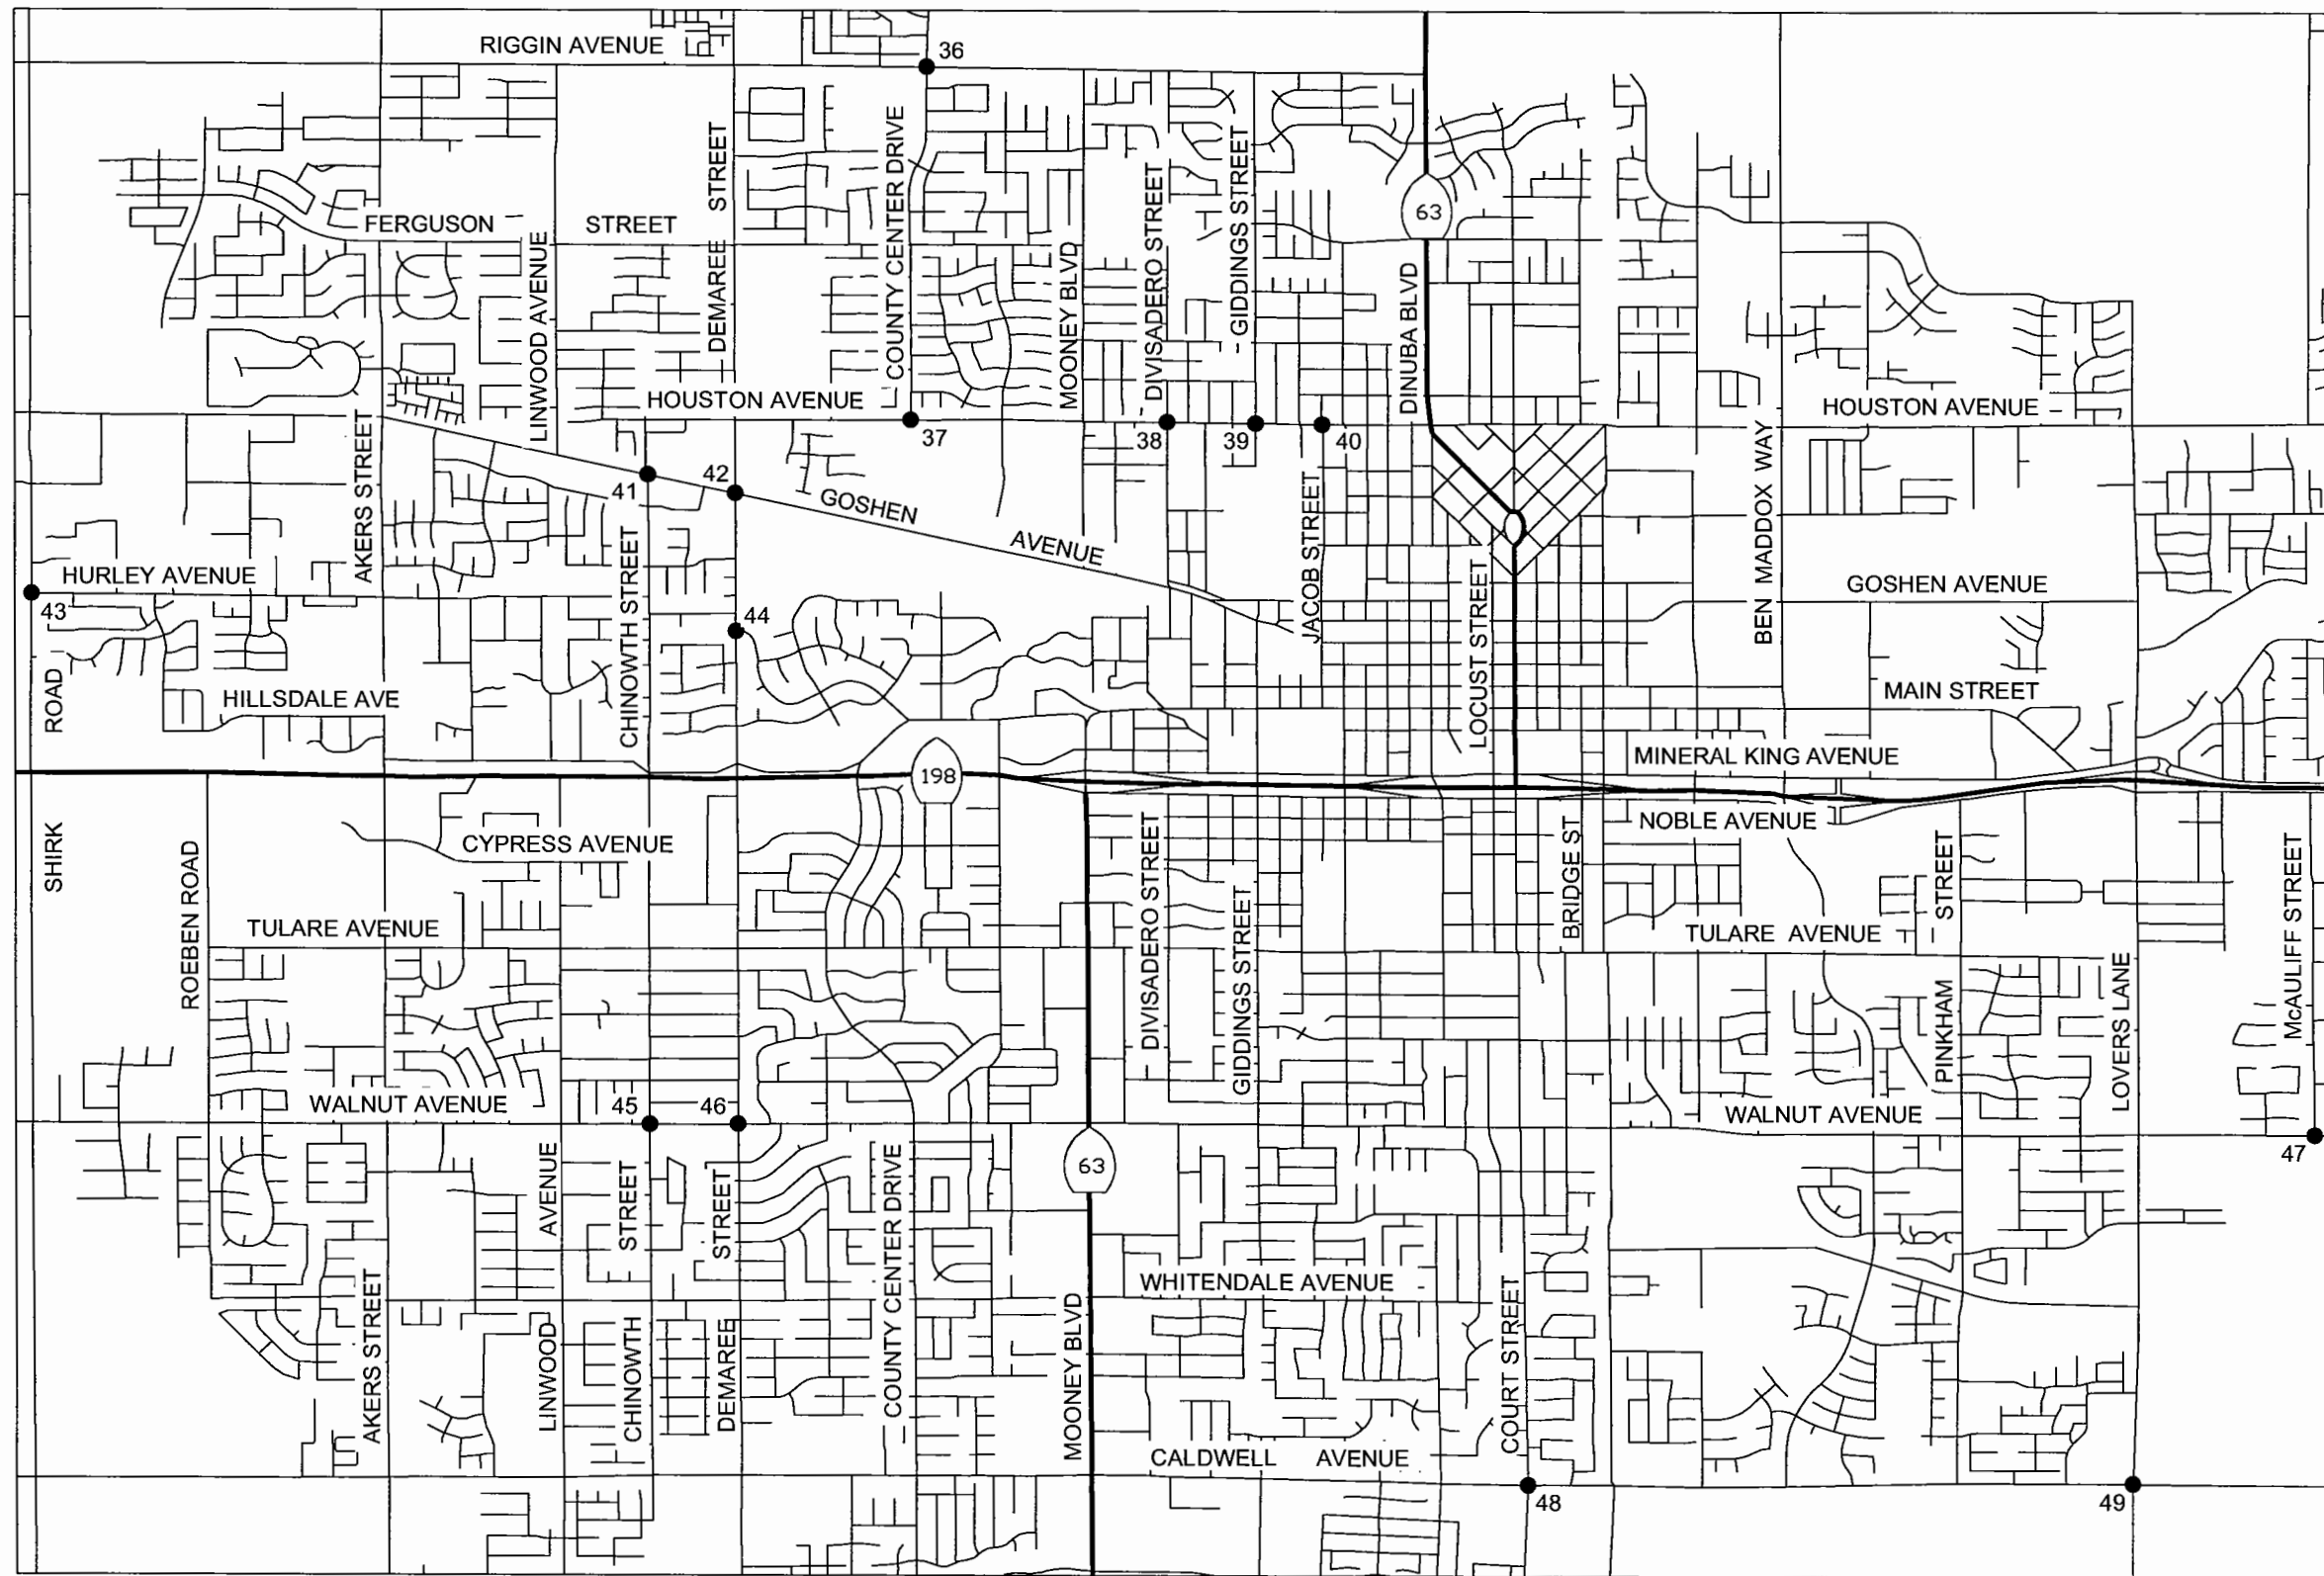 RIGGIN AVENUE
36
COUNTY CENTER DRIVE
DEMAREE STREET
GIDDINGS STREET
DIVISADERO STREET
63
FERGUSON STREET
LINWOOD AVENUE
MOONEY BLVD
DINUBA BLVD
HOUSTON AVENUE
HOUSTON AVENUE
37
38
39
40
AKERS STREET
41
42
GOSHEN AVENUE
BEN MADDOX WAY
JACOB STREET
CHINOWTH STREET
LOCUST STREET
HURLEY AVENUE
GOSHEN AVENUE
43
44
HILLSDALE AVE
MAIN STREET
SHIRK ROAD
MINERAL KING AVENUE
198
NOBLE AVENUE
CYPRESS AVENUE
ROEBEN ROAD
DIVISADERO STREET
BRIDGE ST
PINKHAM STREET
McAULIFF STREET
TULARE AVENUE
TULARE AVENUE
GIDDINGS STREET
LOVERS LANE
WALNUT AVENUE
45
46
WALNUT AVENUE
47
63
LINWOOD AVENUE
CHINOWTH STREET
DEMAREE STREET
COUNTY CENTER DRIVE
AKERS STREET
WHITENDALE AVENUE
MOONEY BLVD
COURT STREET
CALDWELL AVENUE
48
49